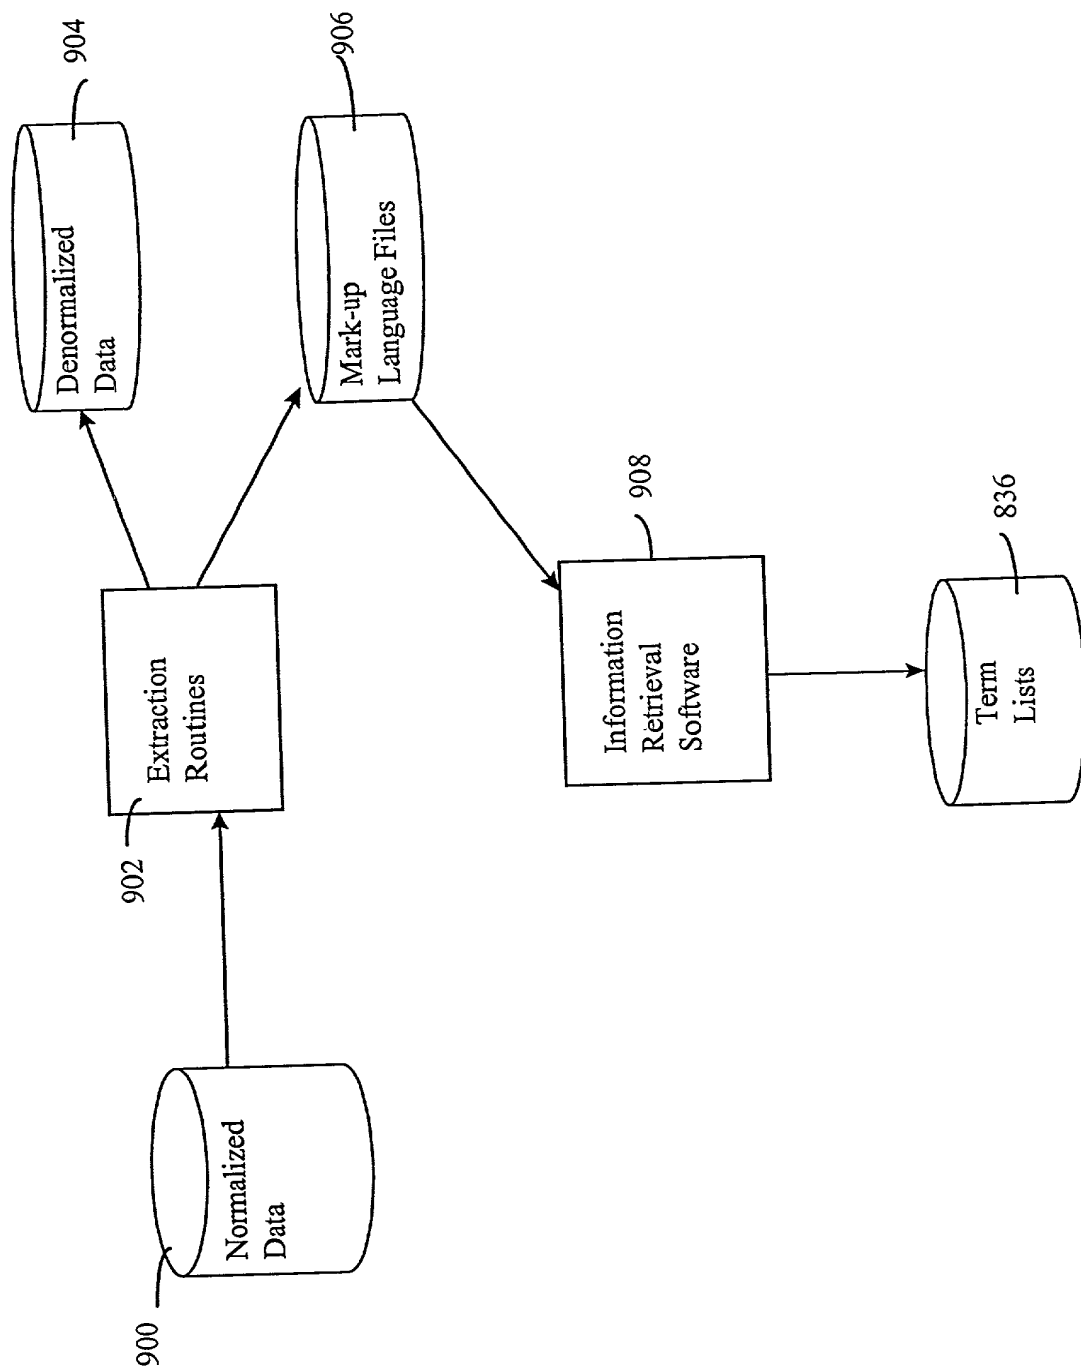 904
Denormalized
Data
906
Mark-up
Language Files
902
Extraction
Routines
908
Information
Retrieval
Software
836
Term
Lists
900
Normalized
Data